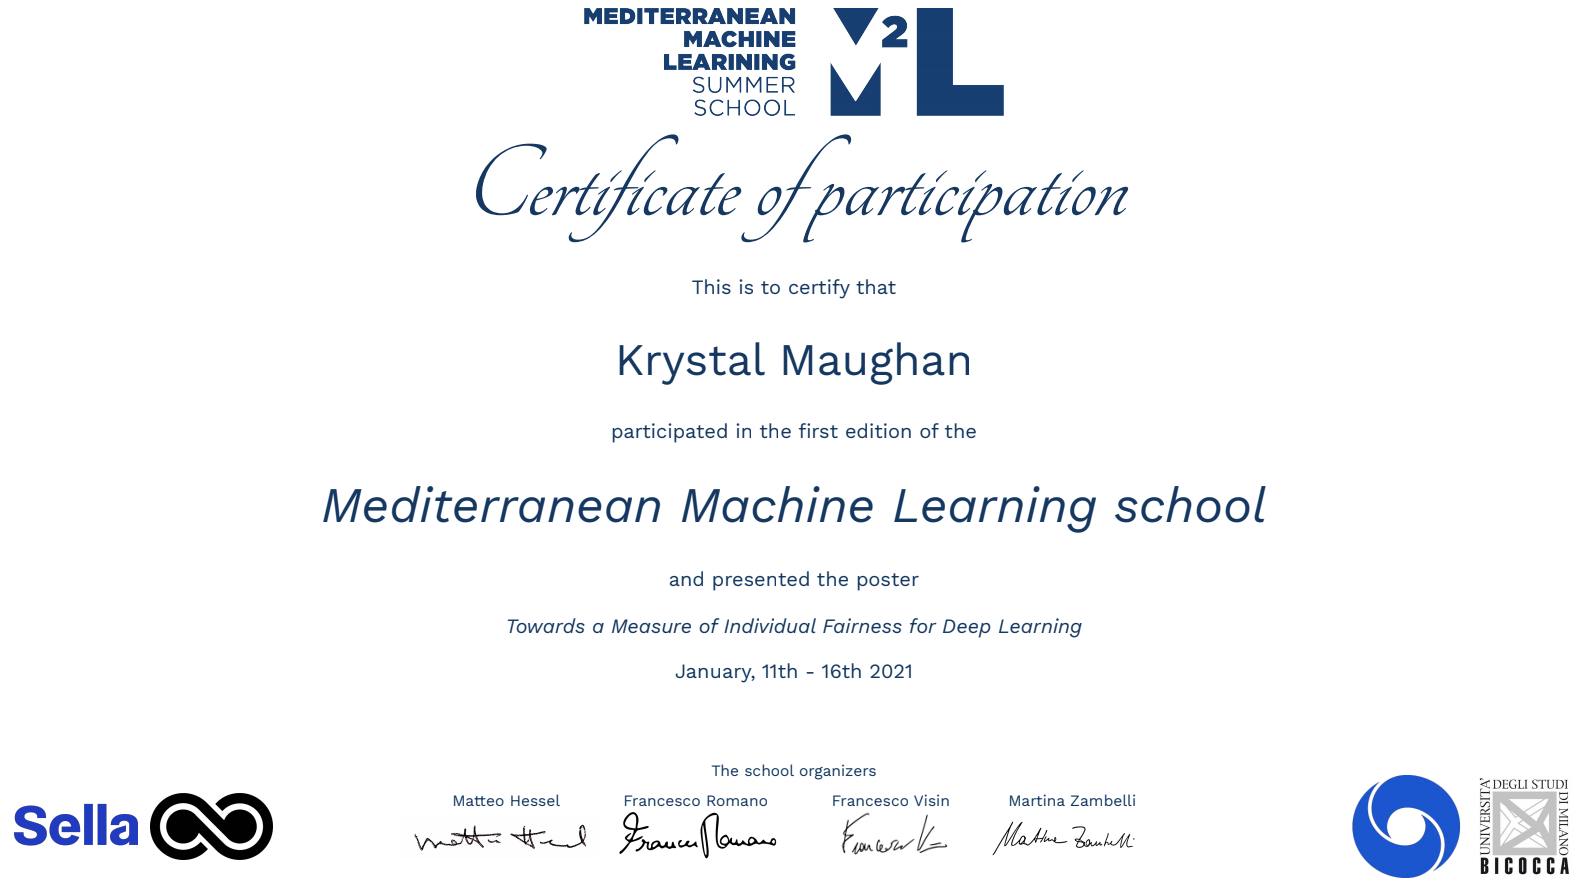 MEDITERRANEAN
MACHINE
LEARINING
SUMMER
SCHOOL
M2L
Certificate of participation
This is to certify that
Krystal Maughan
participated in the first edition of the
Mediterranean Machine Learning school
and presented the poster
Towards a Measure of Individual Fairness for Deep Learning
January, 11th - 16th 2021
The school organizers
Matteo Hessel
Francesco Romano
Francesco Visin
Martina Zambelli
Sella
UNIVERSITA' DEGLI STUDI DI MILANO
BICOCCA